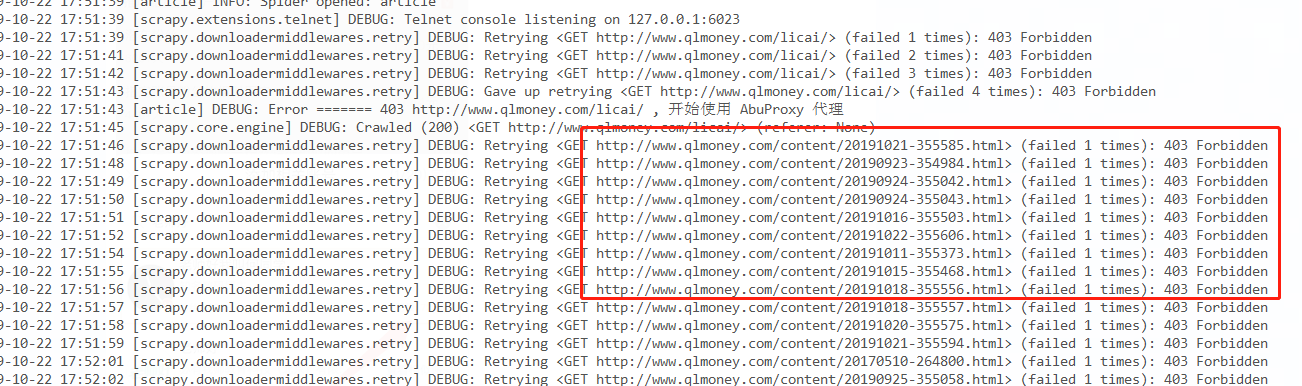 9-10-22 17:51:39 [article] INFO: Spider opened: article
9-10-22 17:51:39 [scrapy.extensions.telnet] DEBUG: Telnet console listening on 127.0.0.1:6023
9-10-22 17:51:39 [scrapy.downloadermiddlewares.retry] DEBUG: Retrying <GET http://www.qlmoney.com/licai/> (failed 1 times): 403 Forbidden
9-10-22 17:51:41 [scrapy.downloadermiddlewares.retry] DEBUG: Retrying <GET http://www.qlmoney.com/licai/> (failed 2 times): 403 Forbidden
9-10-22 17:51:42 [scrapy.downloadermiddlewares.retry] DEBUG: Retrying <GET http://www.qlmoney.com/licai/> (failed 3 times): 403 Forbidden
9-10-22 17:51:43 [scrapy.downloadermiddlewares.retry] DEBUG: Gave up retrying <GET http://www.qlmoney.com/licai/> (failed 4 times): 403 Forbidden
9-10-22 17:51:43 [article] DEBUG: Error ======= 403 http://www.qlmoney.com/licai/ , 开始使用 AbuProxy 代理
9-10-22 17:51:45 [scrapy.core.engine] DEBUG: Crawled (200) <GET http://www.qlmoney.com/licai/> (referer: None)
9-10-22 17:51:46 [scrapy.downloadermiddlewares.retry] DEBUG: Retrying <GET http://www.qlmoney.com/content/20191021-355585.html> (failed 1 times): 403 Forbidden
9-10-22 17:51:48 [scrapy.downloadermiddlewares.retry] DEBUG: Retrying <GET http://www.qlmoney.com/content/20190923-354984.html> (failed 1 times): 403 Forbidden
9-10-22 17:51:49 [scrapy.downloadermiddlewares.retry] DEBUG: Retrying <GET http://www.qlmoney.com/content/20190924-355042.html> (failed 1 times): 403 Forbidden
9-10-22 17:51:50 [scrapy.downloadermiddlewares.retry] DEBUG: Retrying <GET http://www.qlmoney.com/content/20190924-355043.html> (failed 1 times): 403 Forbidden
9-10-22 17:51:51 [scrapy.downloadermiddlewares.retry] DEBUG: Retrying <GET http://www.qlmoney.com/content/20191016-355503.html> (failed 1 times): 403 Forbidden
9-10-22 17:51:52 [scrapy.downloadermiddlewares.retry] DEBUG: Retrying <GET http://www.qlmoney.com/content/20191022-355606.html> (failed 1 times): 403 Forbidden
9-10-22 17:51:54 [scrapy.downloadermiddlewares.retry] DEBUG: Retrying <GET http://www.qlmoney.com/content/20191011-355373.html> (failed 1 times): 403 Forbidden
9-10-22 17:51:55 [scrapy.downloadermiddlewares.retry] DEBUG: Retrying <GET http://www.qlmoney.com/content/20191015-355468.html> (failed 1 times): 403 Forbidden
9-10-22 17:51:56 [scrapy.downloadermiddlewares.retry] DEBUG: Retrying <GET http://www.qlmoney.com/content/20191018-355556.html> (failed 1 times): 403 Forbidden
9-10-22 17:51:57 [scrapy.downloadermiddlewares.retry] DEBUG: Retrying <GET http://www.qlmoney.com/content/20191018-355557.html> (failed 1 times): 403 Forbidden
9-10-22 17:51:58 [scrapy.downloadermiddlewares.retry] DEBUG: Retrying <GET http://www.qlmoney.com/content/20191020-355575.html> (failed 1 times): 403 Forbidden
9-10-22 17:51:59 [scrapy.downloadermiddlewares.retry] DEBUG: Retrying <GET http://www.qlmoney.com/content/20191021-355594.html> (failed 1 times): 403 Forbidden
9-10-22 17:52:01 [scrapy.downloadermiddlewares.retry] DEBUG: Retrying <GET http://www.qlmoney.com/content/20170510-264800.html> (failed 1 times): 403 Forbidden
9-10-22 17:52:02 [scrapy.downloadermiddlewares.retry] DEBUG: Retrying <GET http://www.qlmoney.com/content/20190925-355058.html> (failed 1 times): 403 Forbidden